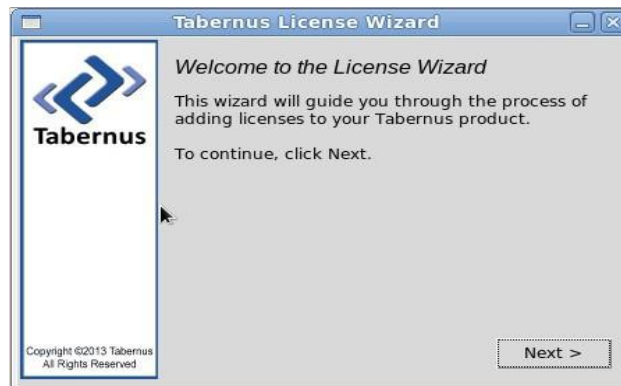 Tabernus License Wizard
Tabernus
Welcome to the License Wizard
This wizard will guide you through the process of
adding licenses to your Tabernus product.
To continue, click Next.
Copyright ©2013 Tabernus
All Rights Reserved
Next >